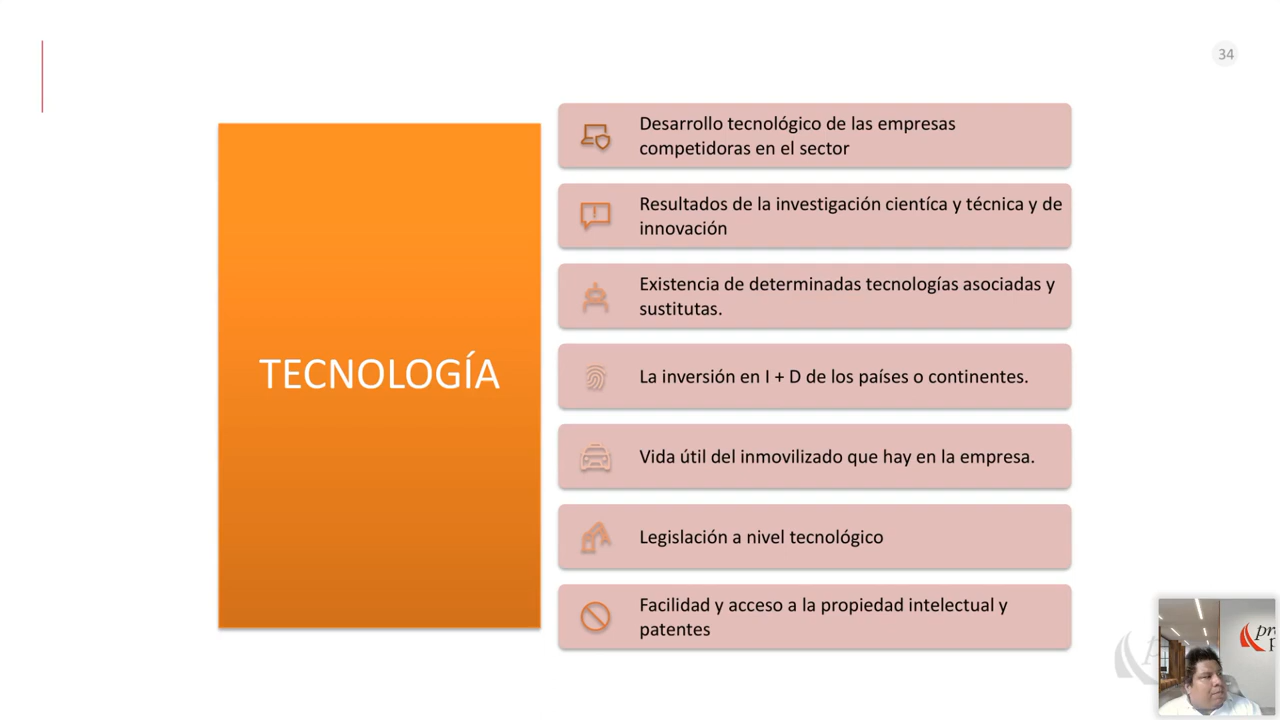 34
TECNOLOGÍA
Desarrollo tecnológico de las empresas
competidoras en el sector
Resultados de la investigación cientíca y técnica y de
innovación
Existencia de determinadas tecnologías asociadas y
sustitutas.
La inversión en I + D de los países o continentes.
Vida útil del inmovilizado que hay en la empresa.
Legislación a nivel tecnológico
Facilidad y acceso a la propiedad intelectual y
patentes